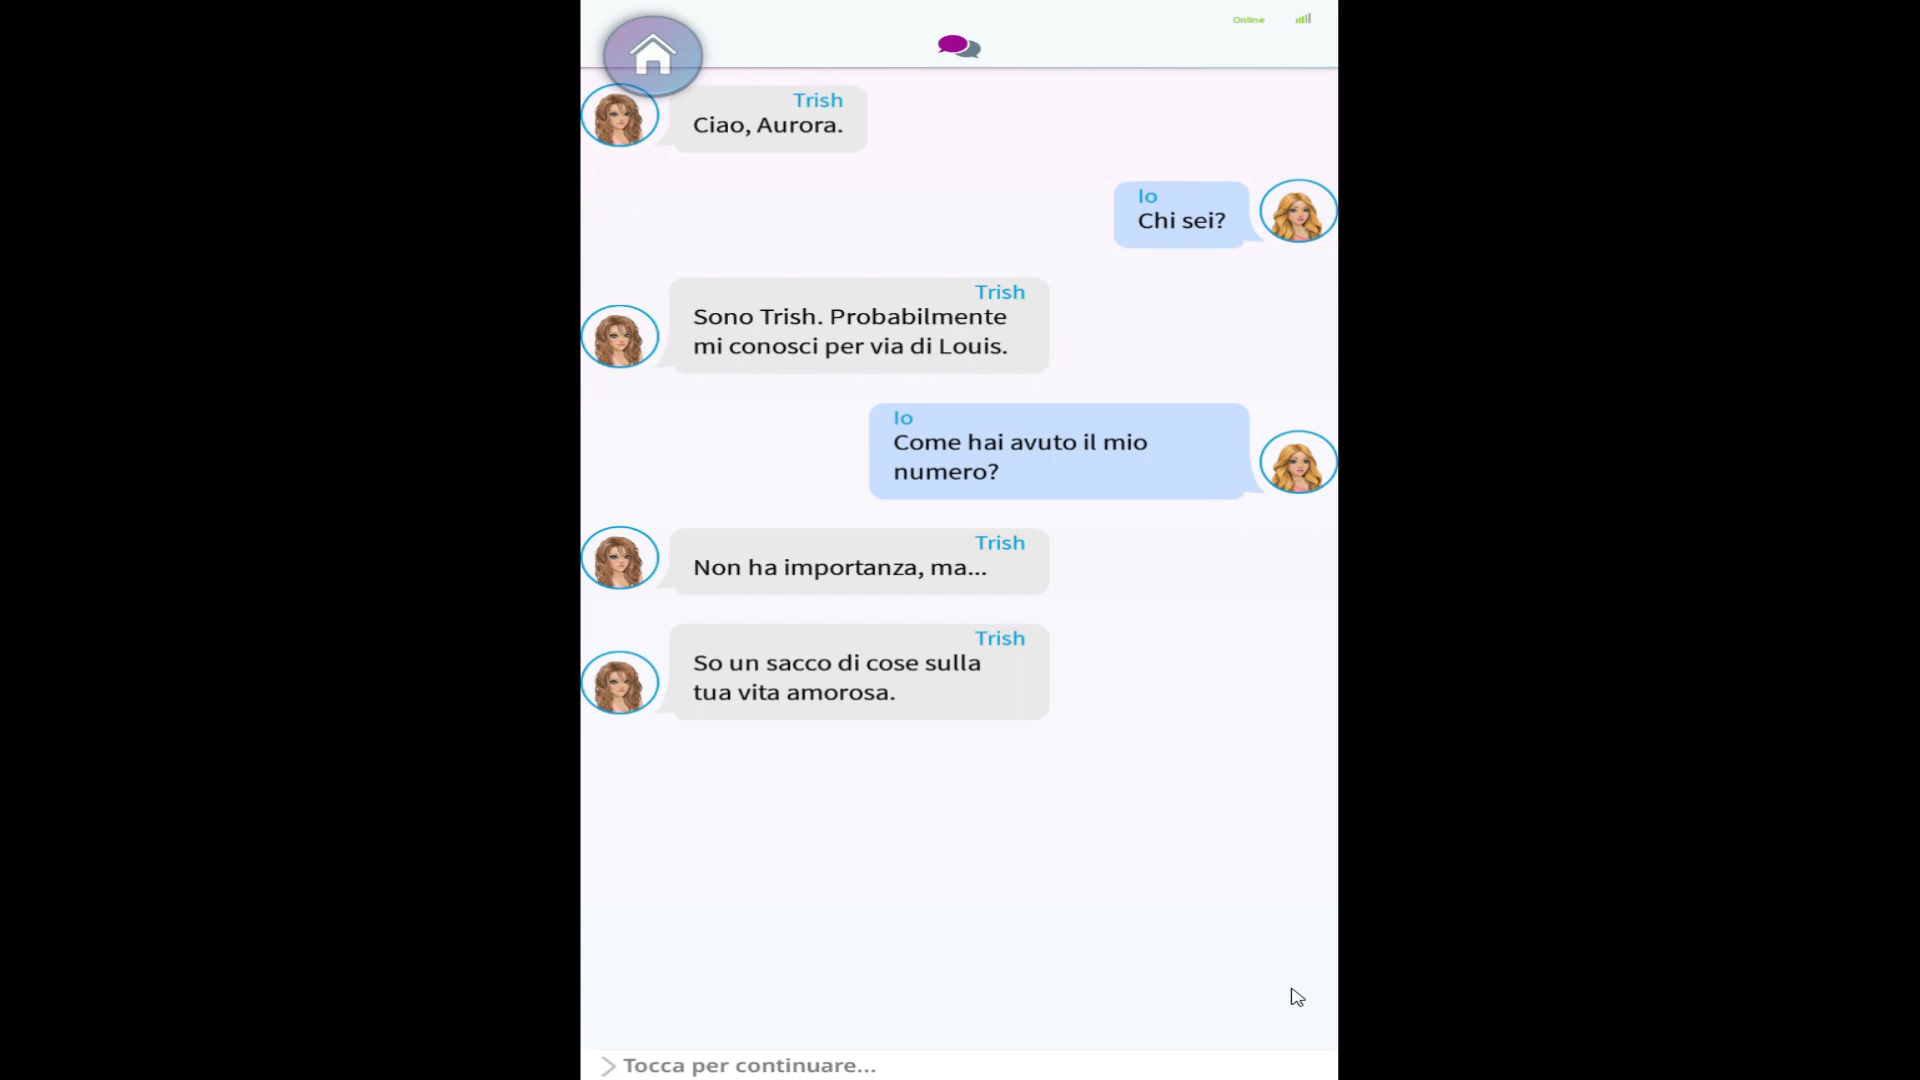 Online
Trish
Ciao, Aurora.
Io
Chi sei?
Trish
Sono Trish. Probabilmente
mi conosci per via di Louis.
Io
Come hai avuto il mio
numero?
Trish
Non ha importanza, ma...
Trish
So un sacco di cose sulla
tua vita amorosa.
Tocca per continuare...